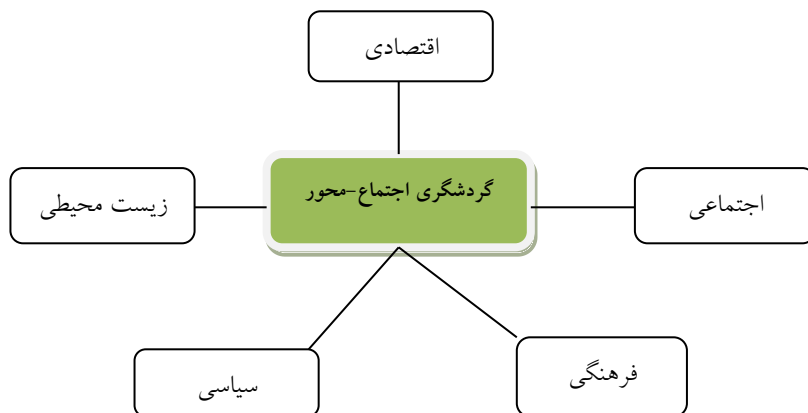 اقتصادی
گردشگری اجتماع-محور
اجتماعی
زیست محیطی
فرهنگی
سیاسی